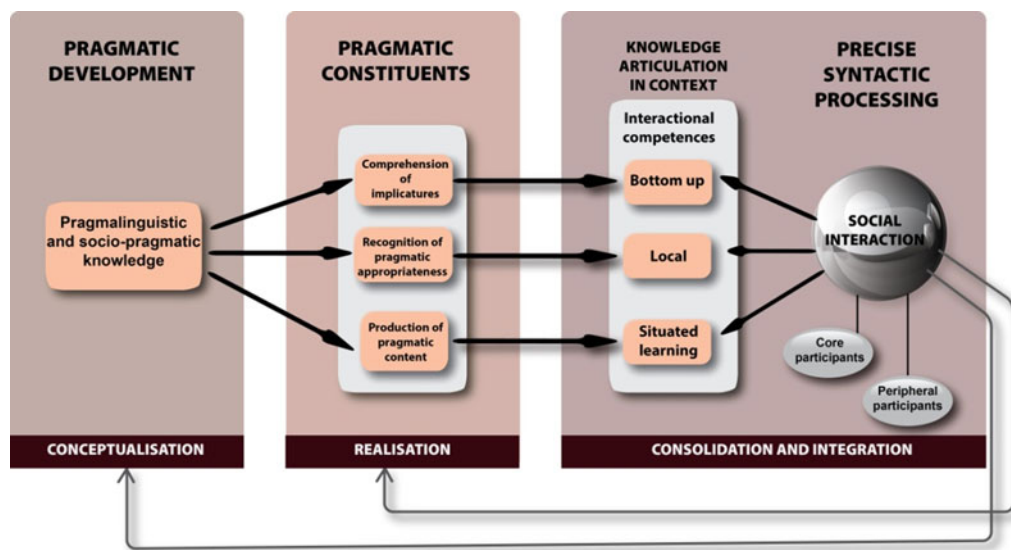 PRAGMATIC
DEVELOPMENT
Pragmalinguistic
and socio-pragmatic
knowledge
CONCEPTUALISATION
PRAGMATIC
CONSTITUENTS
Comprehension
of
implicatures
Recognition of
pragmatic
appropriateness
Production of
pragmatic
content
REALISATION
KNOWLEDGE
ARTICULATION
IN CONTEXT
Interactional
competences
Bottom up
Local
Situated
learning
PRECISE
SYNTACTIC
PROCESSING
SOCIAL
INTERACTION
Core
participants
Peripheral
participants
CONSOLIDATION AND INTEGRATION